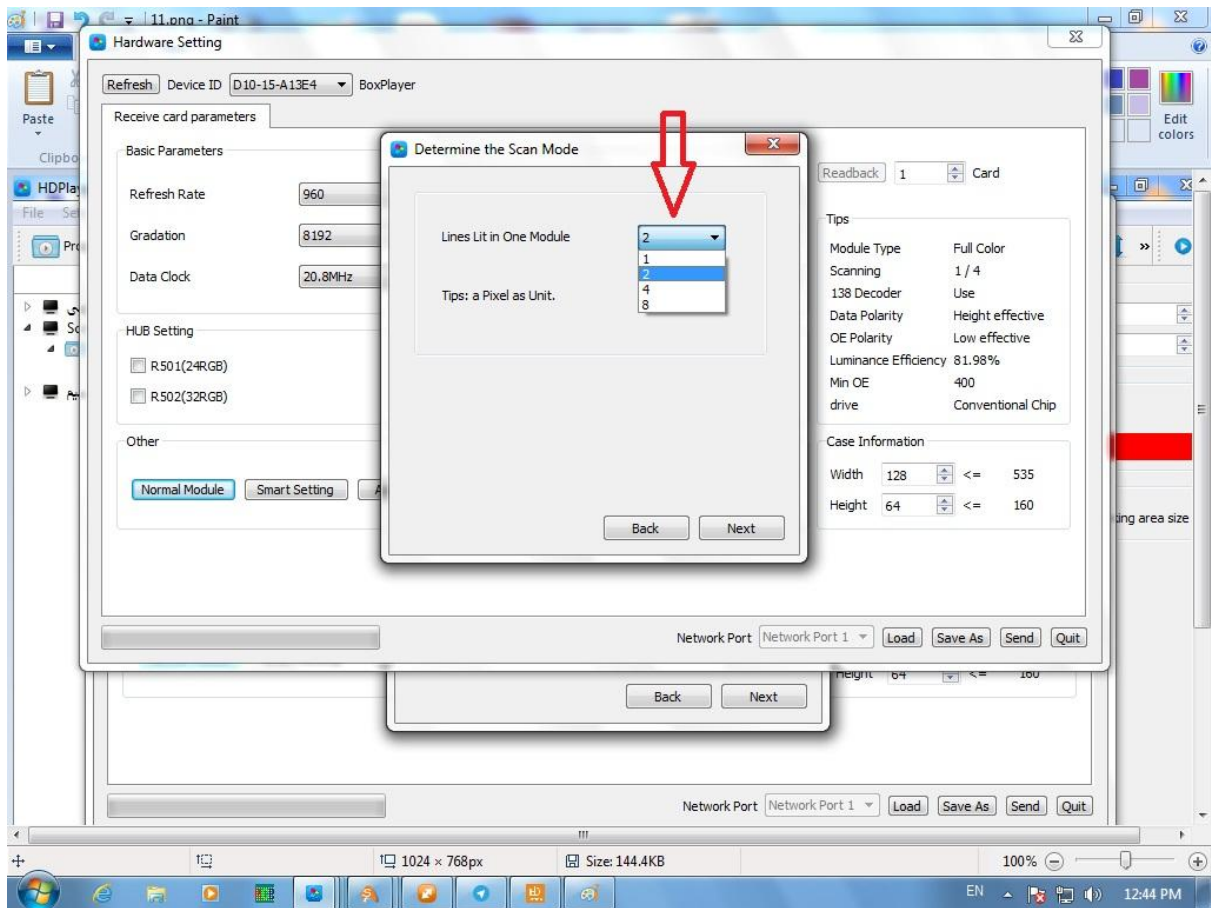 11.png - Paint
Hardware Setting
Refresh Device ID D10-15-A13E4 BoxPlayer
Paste
Edit colors
Receive card parameters
Basic Parameters
Refresh Rate 960
Gradation 8192
Data Clock 20.8MHz
HUB Setting
R501(24RGB)
R502(32RGB)
Other
Normal Module Smart Setting
Determine the Scan Mode
Lines Lit in One Module 2
1
2
4
8
Tips: a Pixel as Unit.
Back Next
Readback 1 Card
Tips
Module Type Full Color
Scanning 1 / 4
138 Decoder Use
Data Polarity Height effective
OE Polarity Low effective
Luminance Efficiency 81.98%
Min OE 400
drive Conventional Chip
Case Information
Width 128 <= 535
Height 64 <= 160
Network Port Network Port 1 Load Save As Send Quit
File
area size
Height 64 <= 160
Back Next
Network Port Network Port 1 Load Save As Send Quit
1024 × 768px Size: 144.4KB 100%
EN 12:44 PM